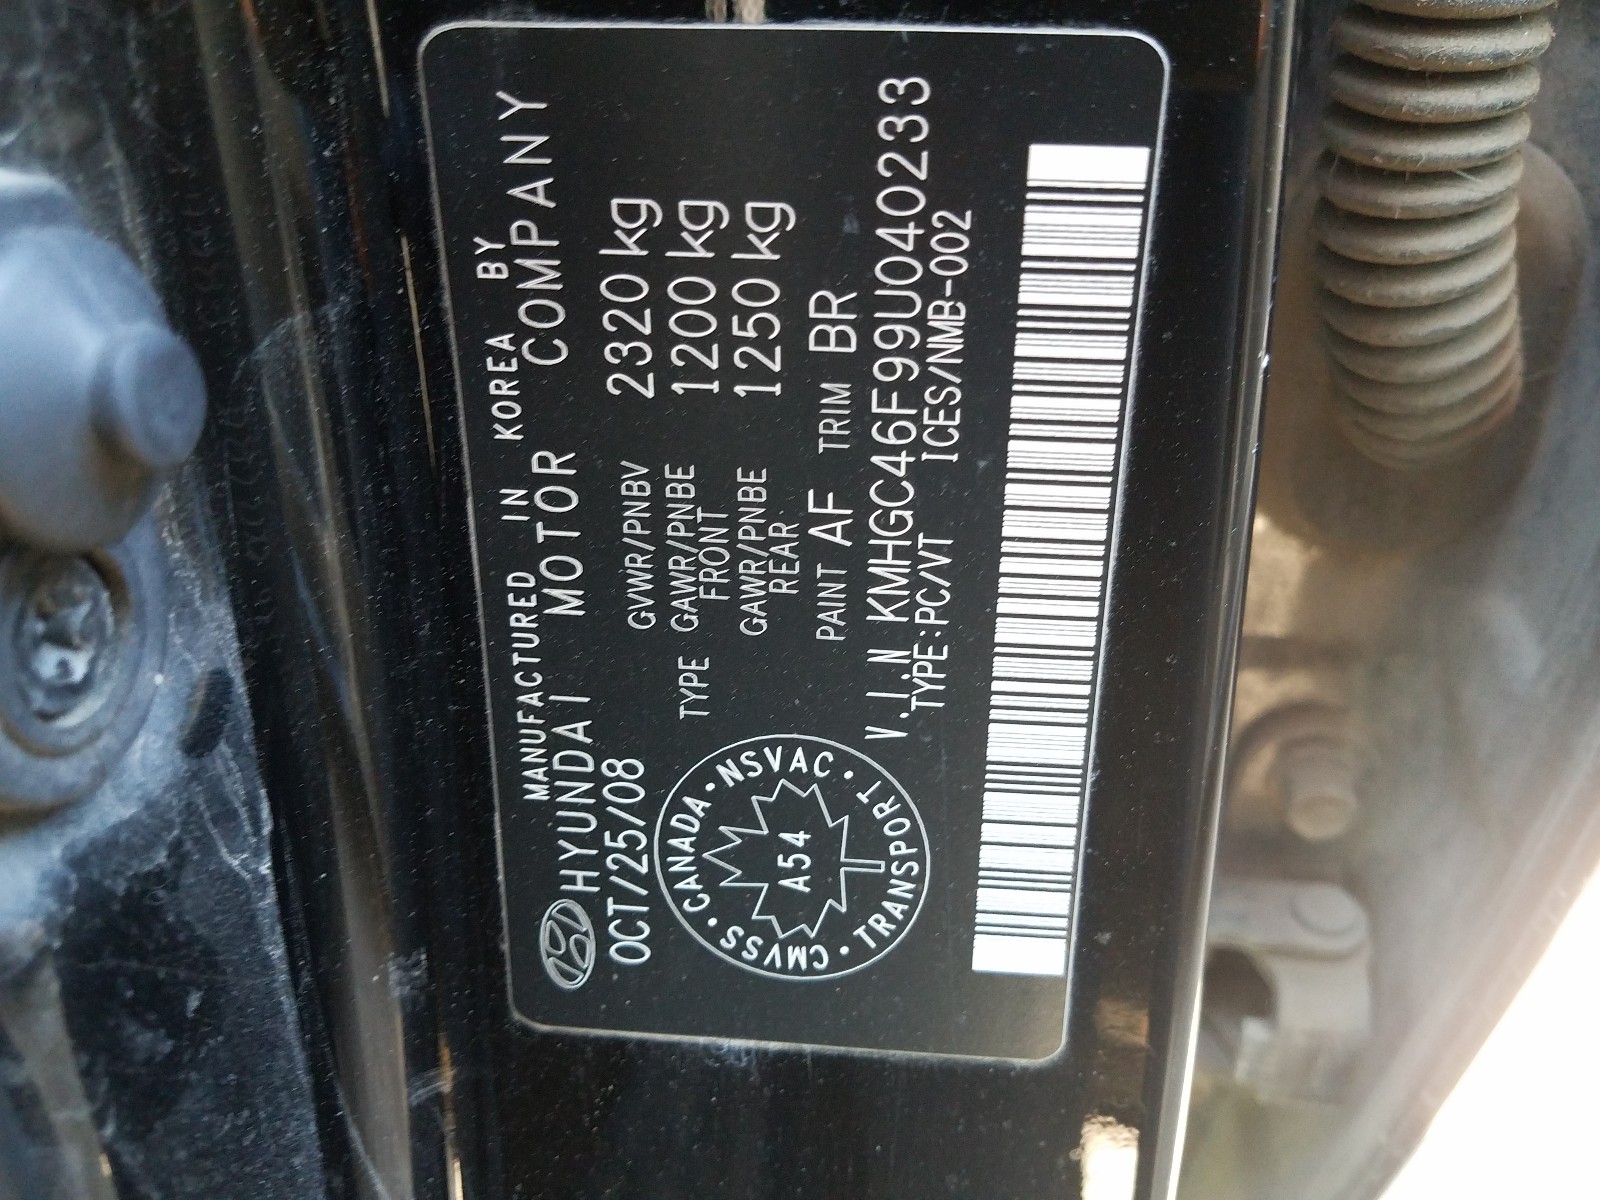 MANUFACTURED IN KOREA BY
HYUNDAI MOTOR COMPANY
OCT/25/08
GVWR/PNBV 2320 kg
TYPE GAWR/PNBE FRONT 1200 kg
GAWR/PNBE REAR 1250 kg
PAINT AF TRIM BR
V.I.N KMHGC46F99U040233
TYPE:PC/VT ICES/NMB-002
CMVSS · CANADA · NSVAC · TRANSPORT ·
A54